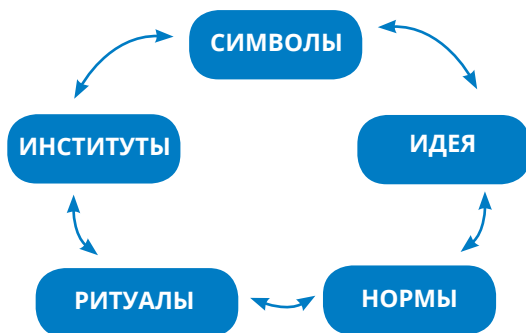 СИМВОЛЫ
ИНСТИТУТЫ
ИДЕЯ
РИТУАЛЫ
НОРМЫ